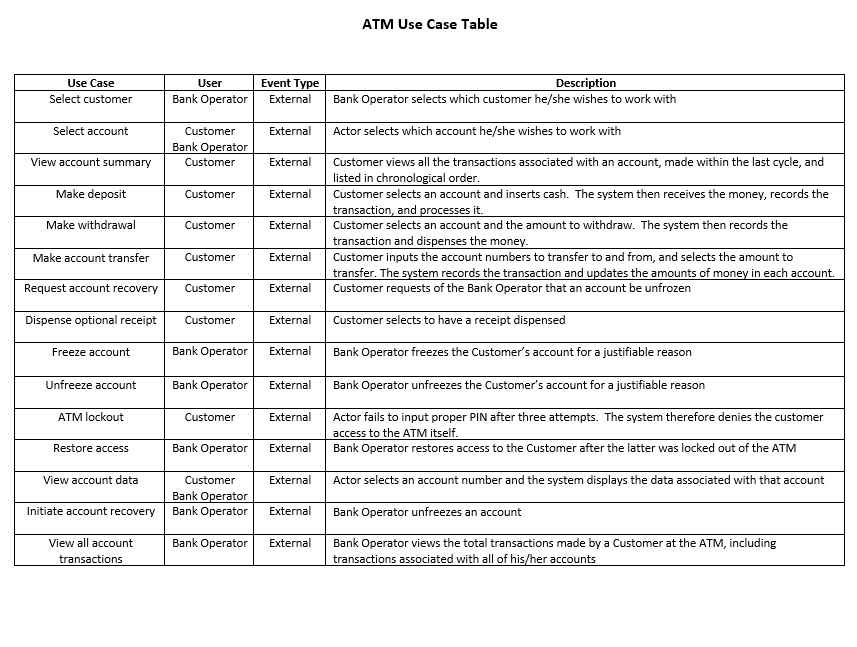 ATM Use Case Table
Use Case User Event Type Description
Select customer Bank Operator External Bank Operator selects which customer he/she wishes to work with
Select account Customer External Actor selects which account he/she wishes to work with
Bank Operator
View account summary Customer External Customer views all the transactions associated with an account, made within the last cycle, and
listed in chronological order.
Make deposit Customer External Customer selects an account and inserts cash.  The system then receives the money, records the
transaction, and processes it.
Make withdrawal Customer External Customer selects an account and the amount to withdraw.  The system then records the
transaction and dispenses the money.
Make account transfer Customer External Customer inputs the account numbers to transfer to and from, and selects the amount to
transfer. The system records the transaction and updates the amounts of money in each account.
Request account recovery Customer External Customer requests of the Bank Operator that an account be unfrozen
Dispense optional receipt Customer External Customer selects to have a receipt dispensed
Freeze account Bank Operator External Bank Operator freezes the Customer’s account for a justifiable reason
Unfreeze account Bank Operator External Bank Operator unfreezes the Customer’s account for a justifiable reason
ATM lockout Customer External Actor fails to input proper PIN after three attempts.  The system therefore denies the customer
access to the ATM itself.
Restore access Bank Operator External Bank Operator restores access to the Customer after the latter was locked out of the ATM
View account data Customer External Actor selects an account number and the system displays the data associated with that account
Bank Operator
Initiate account recovery Bank Operator External Bank Operator unfreezes an account
View all account Bank Operator External Bank Operator views the total transactions made by a Customer at the ATM, including
transactions transactions associated with all of his/her accounts